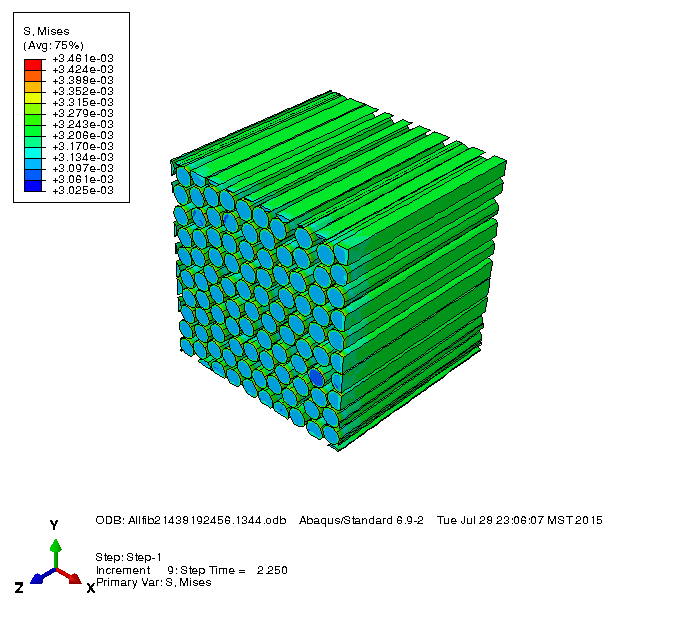 S, Mises
(Avg: 75%)
+3.461e-03
+3.424e-03
+3.388e-03
+3.352e-03
+3.315e-03
+3.279e-03
+3.243e-03
+3.206e-03
+3.170e-03
+3.134e-03
+3.097e-03
+3.061e-03
+3.025e-03
Y
Z
X
ODB: Allfib21438192456.1344.odb Abaqus/Standard 6.9-2 Tue Jul 28 23:06:07 MST 2015
Step: Step-1
Increment 9: Step Time = 2.250
Primary Var: S, Mises